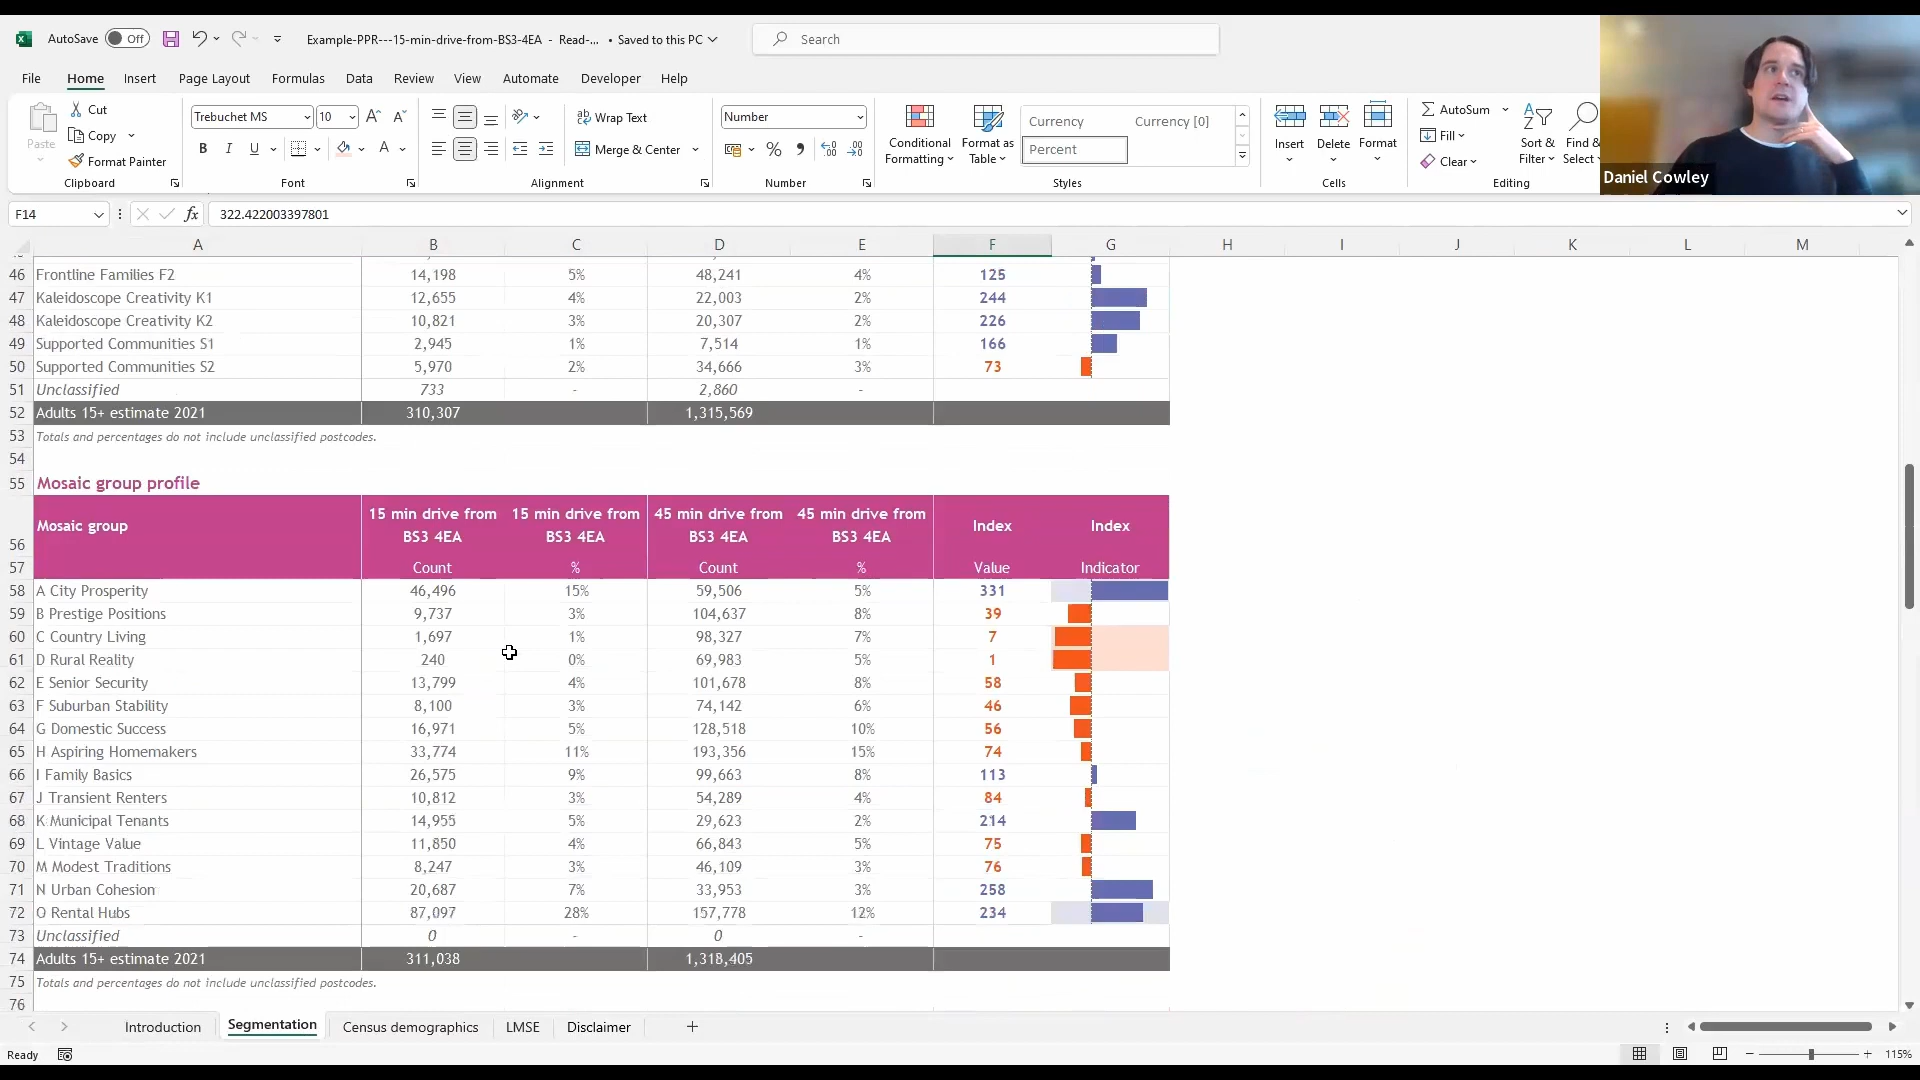 AutoSave Off Example-PPR---15-min-drive-from-BS3-4EA - Read-... • Saved to this PC Search
File Home Insert Page Layout Formulas Data Review View Automate Developer Help
Paste Cut Copy Format Painter Clipboard
Trebuchet MS 10 B I U A Font
Wrap Text Merge & Center Alignment
Number % Number
Conditional Formatting Format as Table Currency Currency [0] Percent Styles
Insert Delete Format Cells
AutoSum Fill Clear Sort & Filter Find & Select Editing
Daniel Cowley
F14 fx 322.422003397801
A B C D E F G H I J K L M
46 Frontline Families F2 14,198 5% 48,241 4% 125
47 Kaleidoscope Creativity K1 12,655 4% 22,003 2% 244
48 Kaleidoscope Creativity K2 10,821 3% 20,307 2% 226
49 Supported Communities S1 2,945 1% 7,514 1% 166
50 Supported Communities S2 5,970 2% 34,666 3% 73
51 Unclassified 733 - 2,860 -
52 Adults 15+ estimate 2021 310,307 1,315,569
53 Totals and percentages do not include unclassified postcodes.
54
55 Mosaic group profile
56 Mosaic group 15 min drive from BS3 4EA 15 min drive from BS3 4EA 45 min drive from BS3 4EA 45 min drive from BS3 4EA Index Index
57 Count % Count % Value Indicator
58 A City Prosperity 46,496 15% 59,506 5% 331
59 B Prestige Positions 9,737 3% 104,637 8% 39
60 C Country Living 1,697 1% 98,327 7% 7
61 D Rural Reality 240 0% 69,983 5% 1
62 E Senior Security 13,799 4% 101,678 8% 58
63 F Suburban Stability 8,100 3% 74,142 6% 46
64 G Domestic Success 16,971 5% 128,518 10% 56
65 H Aspiring Homemakers 33,774 11% 193,356 15% 74
66 I Family Basics 26,575 9% 99,663 8% 113
67 J Transient Renters 10,812 3% 54,289 4% 84
68 K Municipal Tenants 14,955 5% 29,623 2% 214
69 L Vintage Value 11,850 4% 66,843 5% 75
70 M Modest Traditions 8,247 3% 46,109 3% 76
71 N Urban Cohesion 20,687 7% 33,953 3% 258
72 O Rental Hubs 87,097 28% 157,778 12% 234
73 Unclassified 0 - 0 -
74 Adults 15+ estimate 2021 311,038 1,318,405
75 Totals and percentages do not include unclassified postcodes.
76
Introduction Segmentation Census demographics LMSE Disclaimer
Ready 115%